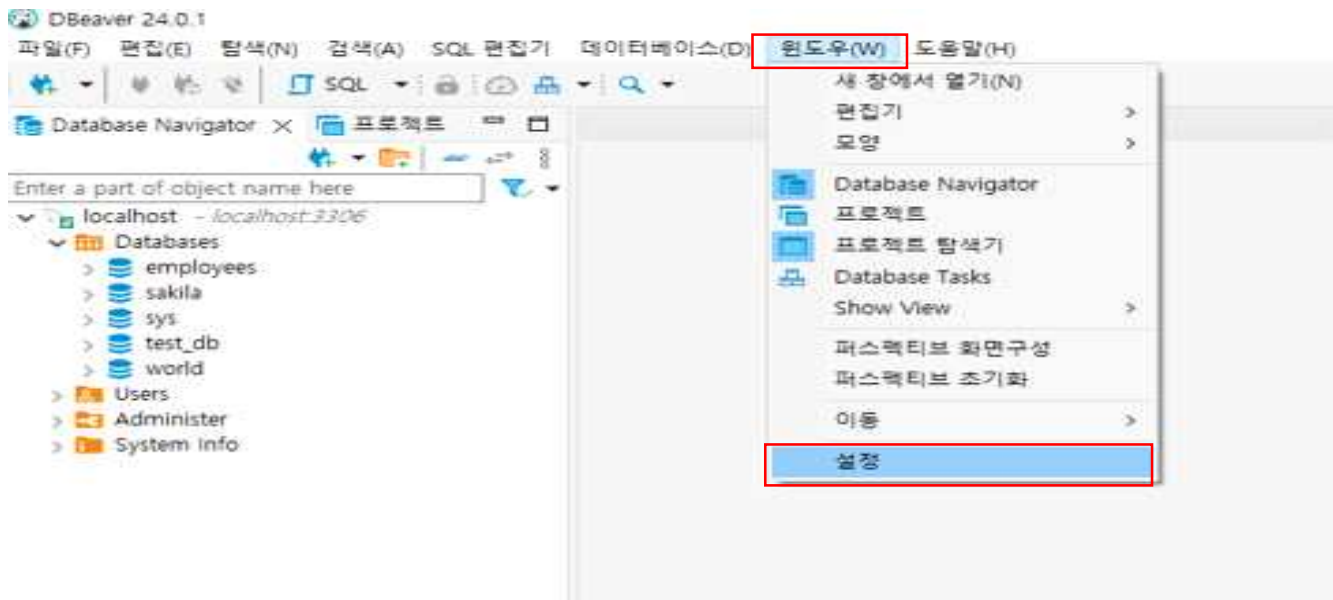 DBeaver 24.0.1
파일(F) 편집(E) 탐색(N) 검색(A) SQL 편집기 데이터베이스(D) 윈도우(W) 도움말(H)
SQL
Database Navigator 프로젝트
Enter a part of object name here
localhost - localhost:3306
Databases
employees
sakila
sys
test_db
world
Users
Administer
System Info
새 창에서 열기(N)
편집기
모양
Database Navigator
프로젝트
프로젝트 탐색기
Database Tasks
Show View
퍼스펙티브 화면구성
퍼스펙티브 초기화
이동
설정